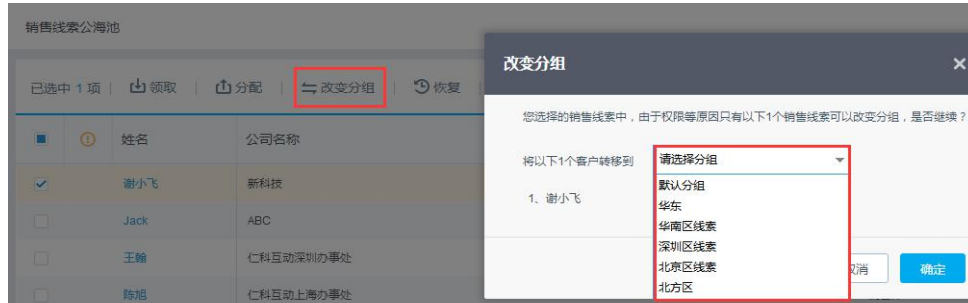 销售线索公海池
已选中 1 项 领取 分配 改变分组 恢复
姓名 公司名称
谢小飞 新科技
Jack ABC
王翰 仁科互动深圳办事处
陈旭 仁科互动上海办事处
改变分组
您选择的销售线索中，由于权限等原因只有以下1个销售线索可以改变分组，是否继续？
将以下1个客户转移到 请选择分组
1、谢小飞
默认分组
华东
华南区线索
深圳区线索
北京区线索
北方区
取消 确定